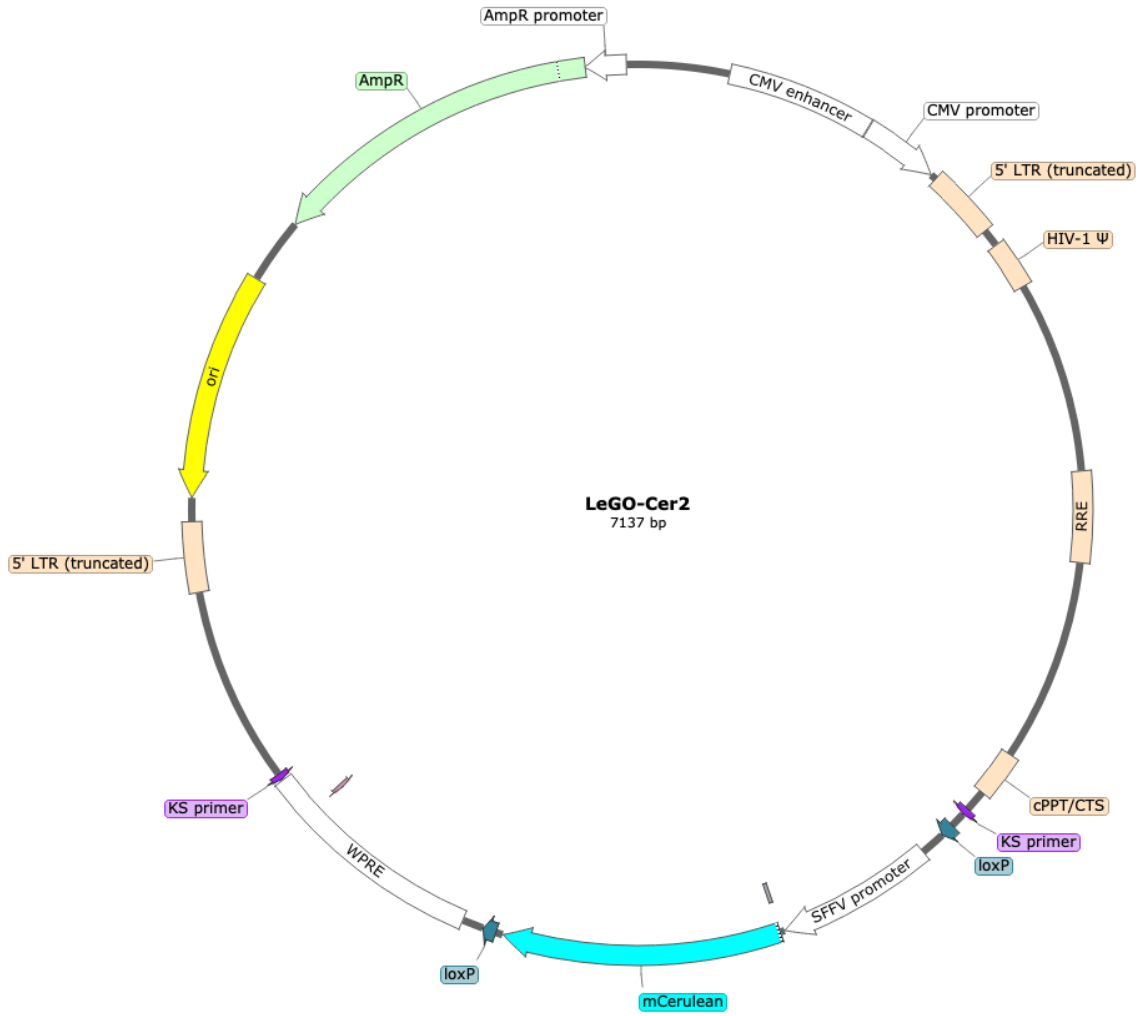 AmpR promoter
AmpR
CMV enhancer
CMV promoter
5' LTR (truncated)
HIV-1 Ψ
ori
LeGO-Cer2
7137 bp
RRE
5' LTR (truncated)
KS primer
cPPT/CTS
KS primer
loxP
WPRE
SFFV promoter
loxP
mCerulean